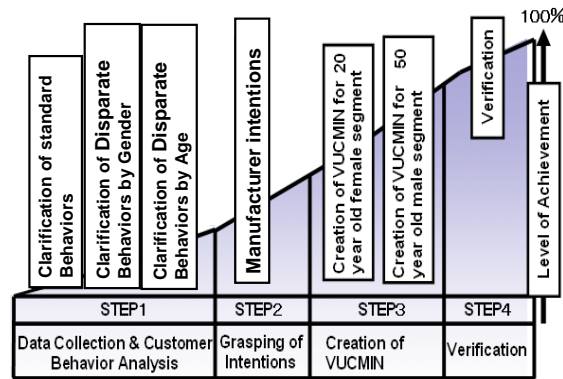 100%
Clarification of standard
Behaviors
Clarification of Disparate
Behaviors by Gender
Clarification of Disparate
Behaviors by Age
Manufacturer intentions
Creation of VUCMIN for 20
year old female segment
Creation of VUCMIN for 50
year old male segment
Verification
Level of Achievement
STEP1
STEP2
STEP3
STEP4
Data Collection & Customer
Behavior Analysis
Grasping of
Intentions
Creation of
VUCMIN
Verification